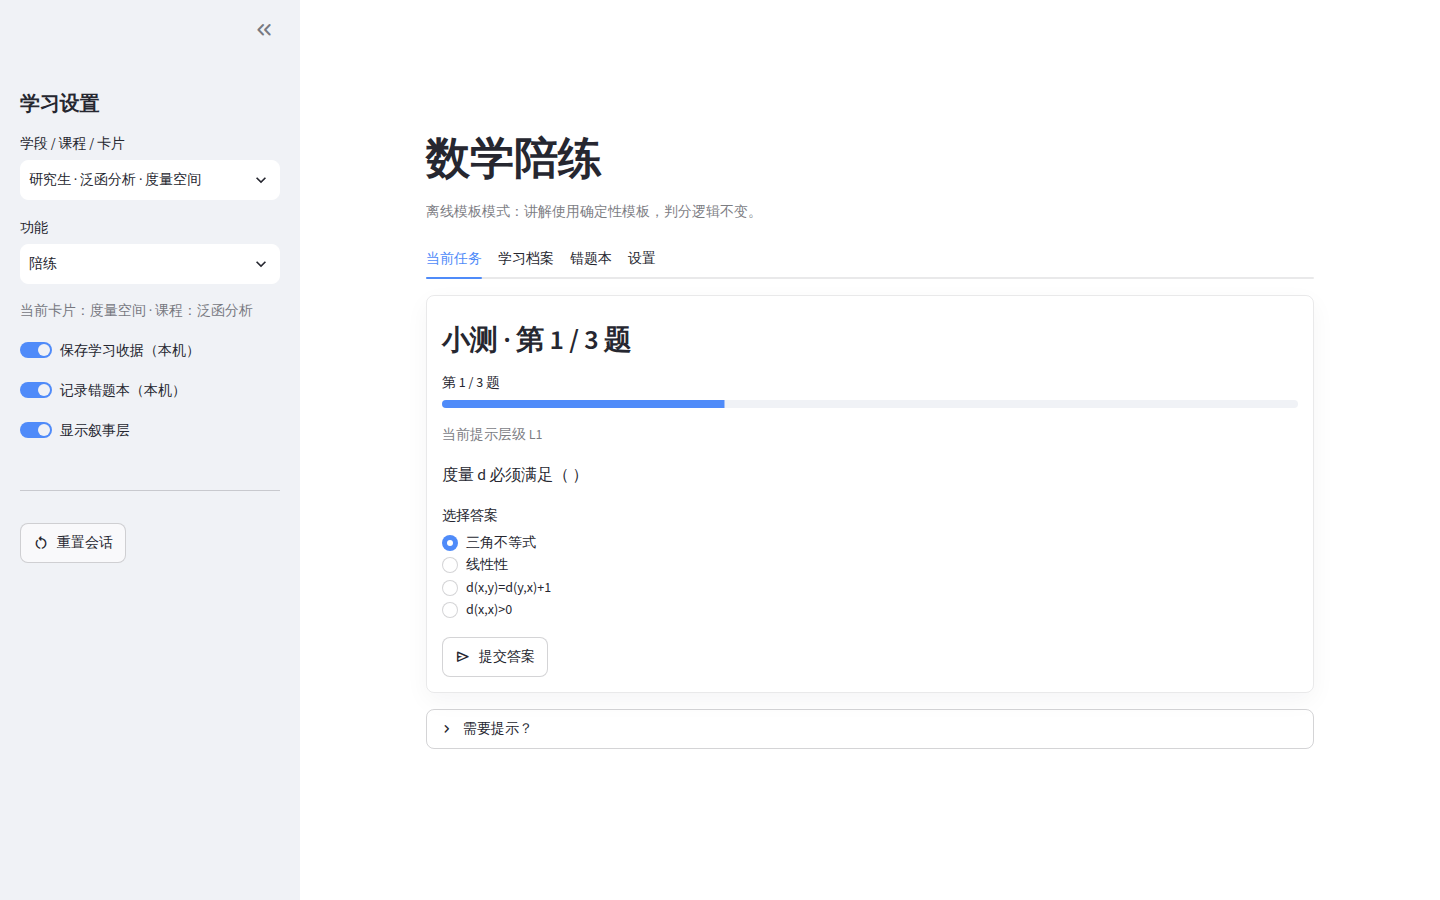 学习设置
学段 / 课程 / 卡片
研究生 · 泛函分析 · 度量空间
功能
陪练
当前卡片：度量空间 · 课程：泛函分析
保存学习收据（本机）
记录错题本（本机）
显示叙事层
重置会话
数学陪练
离线模板模式：讲解使用确定性模板，判分逻辑不变。
当前任务 学习档案 错题本 设置
小测 · 第 1 / 3 题
第 1 / 3 题
当前提示层级 L1
度量 d 必须满足（ ）
选择答案
三角不等式
线性性
d(x,y)=d(y,x)+1
d(x,x)>0
提交答案
需要提示？